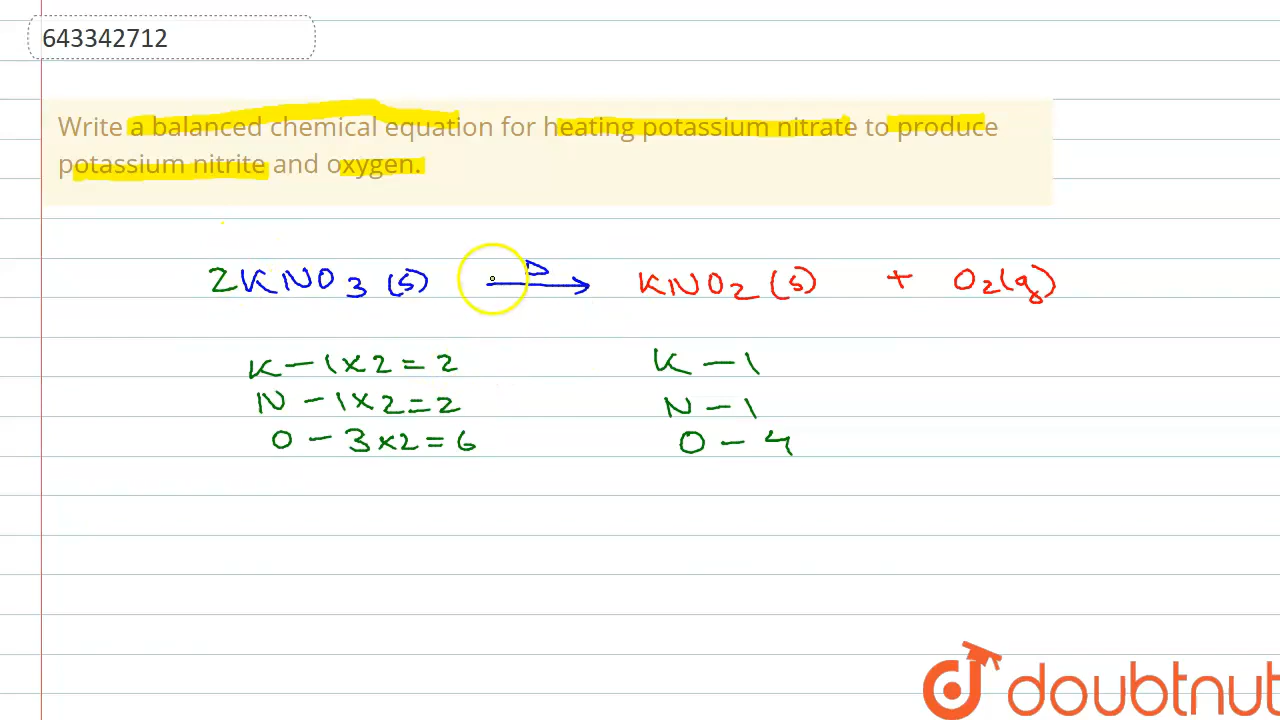 643342712
Write a balanced chemical equation for heating potassium nitrate to produce
potassium nitrite and oxygen.
2KNO3 (s) Δ→ KNO2 (s) + O2(g)
K – 1×2=2 K – 1
N – 1×2=2 N – 1
O – 3×2=6 O – 4
doubtnut